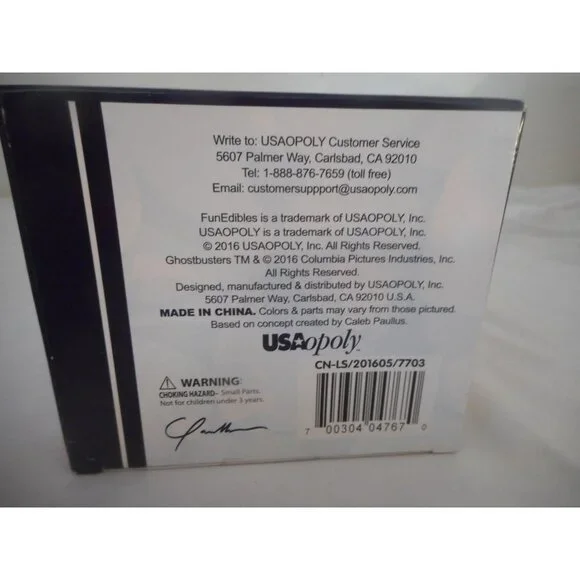 Write to: USAOPOLY Customer Service
5607 Palmer Way, Carlsbad, CA 92010
Tel: 1-888-876-7659 (toll free)
Email: customersuppport@usaopoly.com
FunEdibles is a trademark of USAOPOLY, Inc.
USAOPOLY is a trademark of USAOPOLY, Inc.
© 2016 USAOPOLY, Inc. All Rights Reserved.
Ghostbusters TM & © 2016 Columbia Pictures Industries, Inc.
All Rights Reserved.
Designed, manufactured & distributed by USAOPOLY, INC.
5607 Palmer Way, Carlsbad, CA 92010 U.S.A.
MADE IN CHINA. Colors & parts may vary from those pictured.
Based on concept created by Caleb Paullus.
USAopoly™
CN-LS/201605/7703
WARNING:
CHOKING HAZARD– Small Parts.
Not for children under 3 years.
7 00304 04767 0